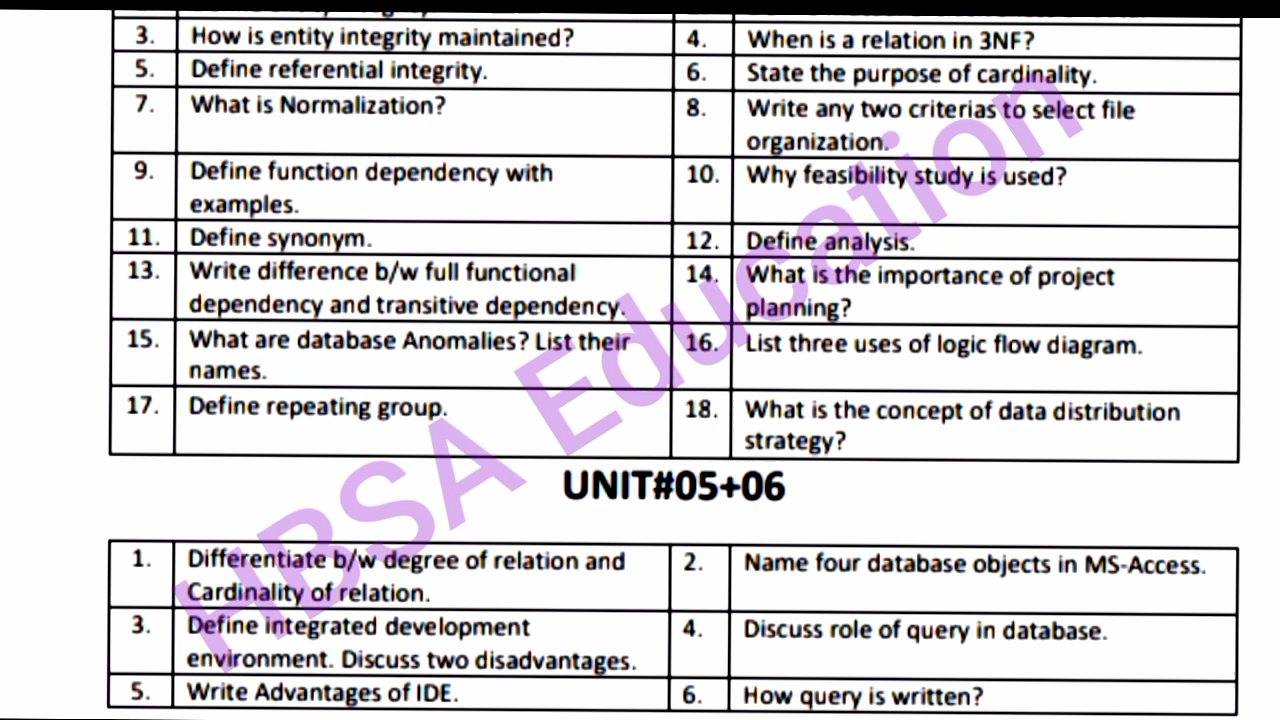 3. How is entity integrity maintained? 4. When is a relation in 3NF?
5. Define referential integrity. 6. State the purpose of cardinality.
7. What is Normalization? 8. Write any two criterias to select file
organization.
9. Define function dependency with
examples.
10. Why feasibility study is used?
11. Define synonym. 12. Define analysis.
13. Write difference b/w full functional
dependency and transitive dependency.
14. What is the importance of project
planning?
15. What are database Anomalies? List their
names.
16. List three uses of logic flow diagram.
17. Define repeating group. 18. What is the concept of data distribution
strategy?
UNIT#05+06
1. Differentiate b/w degree of relation and
Cardinality of relation.
2. Name four database objects in MS-Access.
3. Define integrated development
environment. Discuss two disadvantages.
4. Discuss role of query in database.
5. Write Advantages of IDE. 6. How query is written?
HBSA Education